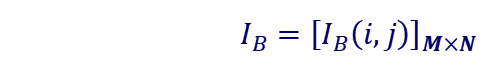 I_B = [I_B(i, j)]_{M×N}